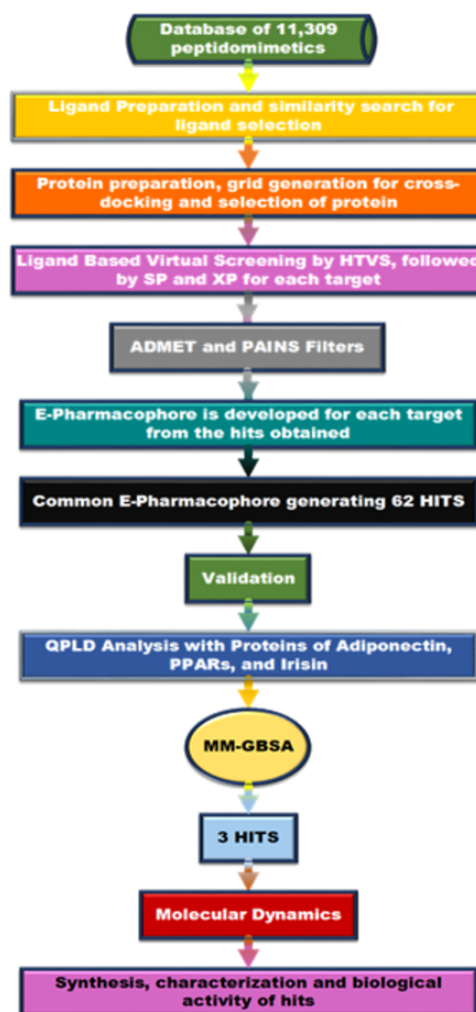 Database of 11,309
peptidomimetics
Ligand Preparation and similarity search for
ligand selection
Protein preparation, grid generation for cross-
docking and selection of protein
Ligand Based Virtual Screening by HTVS, followed
by SP and XP for each target
ADMET and PAINS Filters
E-Pharmacophore is developed for each target
from the hits obtained
Common E-Pharmacophore generating 62 HITS
Validation
QPLD Analysis with Proteins of Adiponectin,
PPARs, and Irisin
MM-GBSA
3 HITS
Molecular Dynamics
Synthesis, characterization and biological
activity of hits